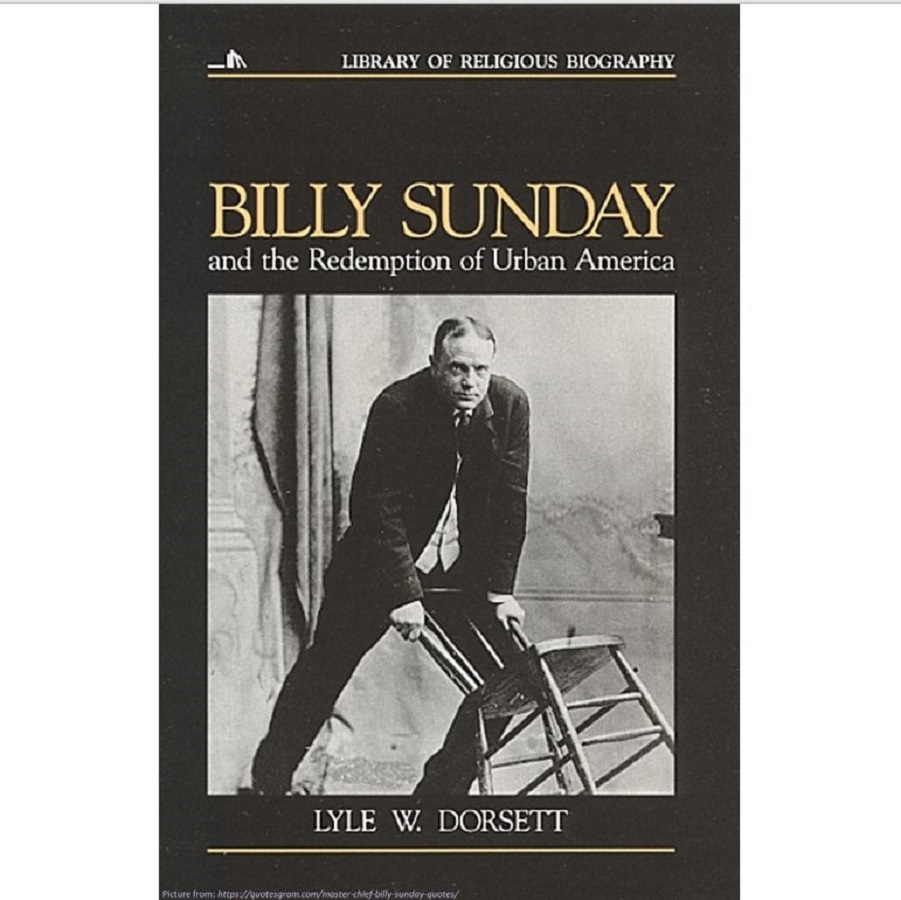 LIBRARY OF RELIGIOUS BIOGRAPHY
BILLY SUNDAY
and the Redemption of Urban America
LYLE W. DORSETT
Picture from: https://quotesgram.com/master-chief-billy-sunday-quotes/